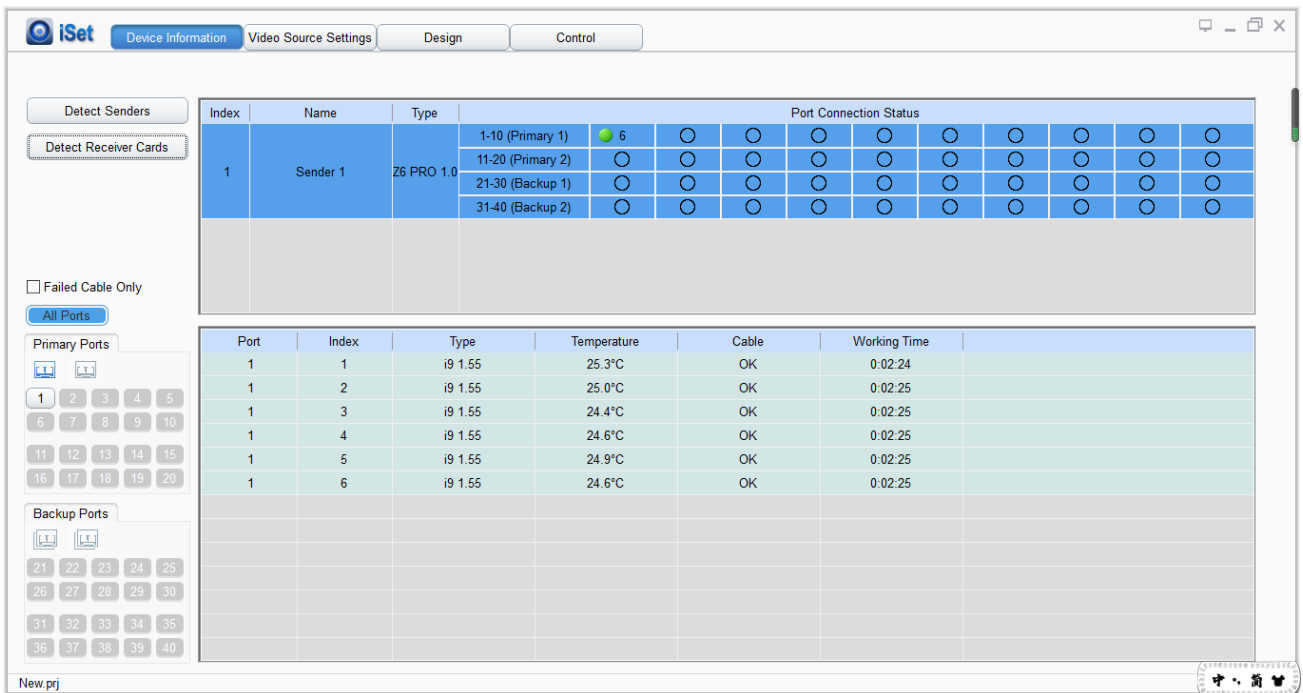 iSet
Device Information Video Source Settings Design Control
Detect Senders
Detect Receiver Cards
Index Name Type Port Connection Status
1 Sender 1 Z6 PRO 1.0
1-10 (Primary 1) 6
11-20 (Primary 2)
21-30 (Backup 1)
31-40 (Backup 2)
Failed Cable Only
All Ports
Primary Ports
1 2 3 4 5
6 7 8 9 10
11 12 13 14 15
16 17 18 19 20
Backup Ports
21 22 23 24 25
26 27 28 29 30
31 32 33 34 35
36 37 38 39 40
Port Index Type Temperature Cable Working Time
1 1 i9 1.55 25.3°C OK 0:02:24
1 2 i9 1.55 25.0°C OK 0:02:25
1 3 i9 1.55 24.4°C OK 0:02:25
1 4 i9 1.55 24.6°C OK 0:02:25
1 5 i9 1.55 24.9°C OK 0:02:25
1 6 i9 1.55 24.6°C OK 0:02:25
New.prj
中 简